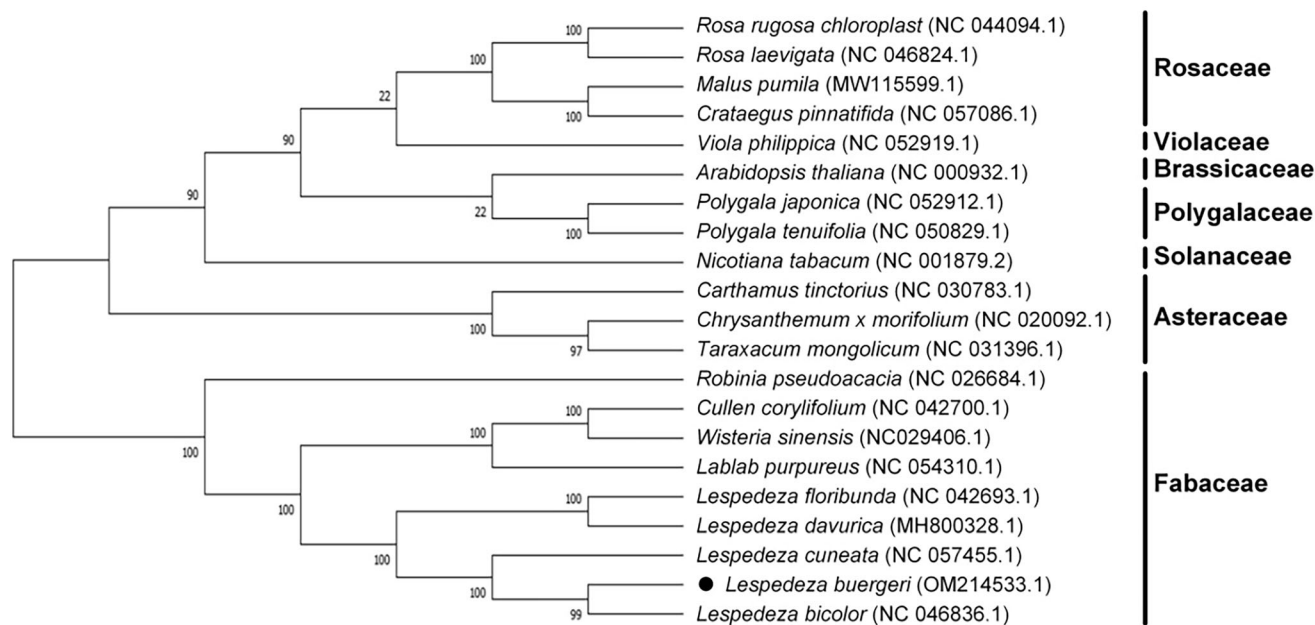 100
Rosa rugosa chloroplast (NC 044094.1)
100
Rosa laevigata (NC 046824.1)
Rosaceae
22
Malus pumila (MW115599.1)
100
Crataegus pinnatifida (NC 057086.1)
90
Viola philippica (NC 052919.1)
Violaceae
Arabidopsis thaliana (NC 000932.1)
Brassicaceae
90
Polygala japonica (NC 052912.1)
22
Polygalaceae
100
Polygala tenuifolia (NC 050829.1)
Nicotiana tabacum (NC 001879.2)
Solanaceae
Carthamus tinctorius (NC 030783.1)
100
Chrysanthemum x morifolium (NC 020092.1)
Asteraceae
97
Taraxacum mongolicum (NC 031396.1)
Robinia pseudoacacia (NC 026684.1)
100
Cullen corylifolium (NC 042700.1)
100
Wisteria sinensis (NC029406.1)
100
Lablab purpureus (NC 054310.1)
Fabaceae
100
Lespedeza floribunda (NC 042693.1)
100
Lespedeza davurica (MH800328.1)
100
Lespedeza cuneata (NC 057455.1)
100
Lespedeza buergeri (OM214533.1)
99
Lespedeza bicolor (NC 046836.1)